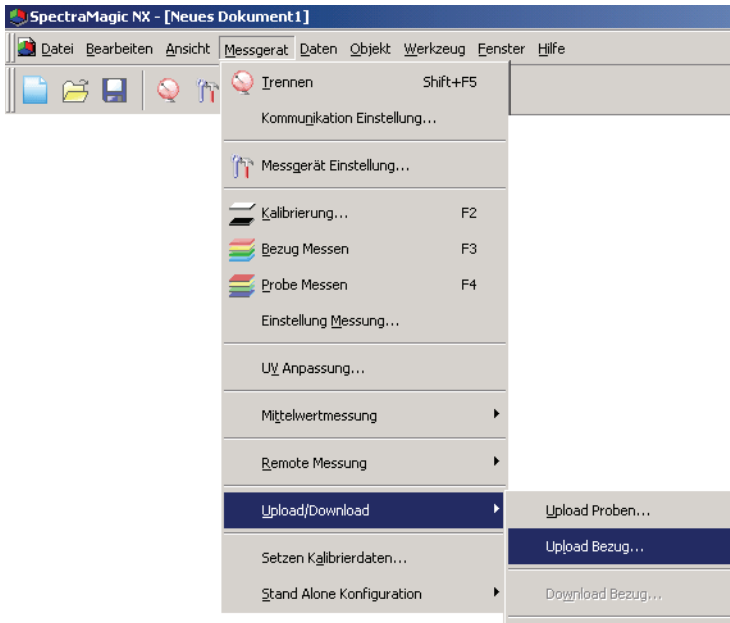 SpectraMagic NX - [Neues Dokument1]
Datei Bearbeiten Ansicht Messgerat Daten Objekt Werkzeug Fenster Hilfe
Trennen Shift+F5
Kommunikation Einstellung...
Messgerät Einstellung...
Kalibrierung... F2
Bezug Messen F3
Probe Messen F4
Einstellung Messung...
UV Anpassung...
Mittelwertmessung
Remote Messung
Upload/Download
Upload Proben...
Upload Bezug...
Setzen Kalibrierdaten...
Download Bezug...
Stand Alone Konfiguration